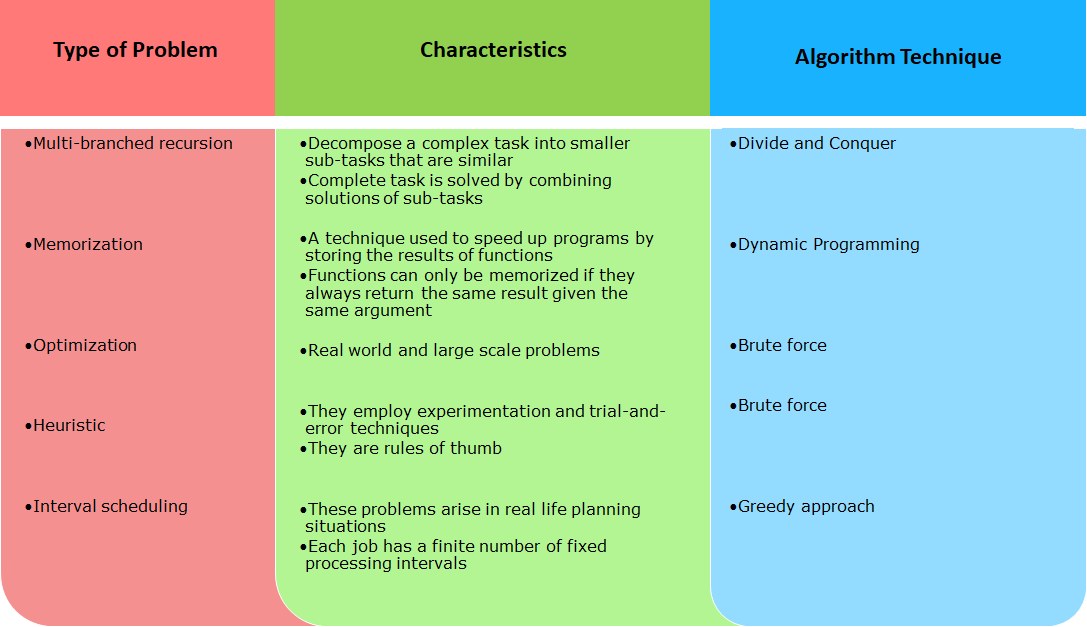 Type of Problem
Characteristics
Algorithm Technique
•Multi-branched recursion
•Decompose a complex task into smaller
sub-tasks that are similar
•Complete task is solved by combining
solutions of sub-tasks
•Divide and Conquer
•Memorization
•A technique used to speed up programs by
storing the results of functions
•Functions can only be memorized if they
always return the same result given the
same argument
•Dynamic Programming
•Optimization
•Real world and large scale problems
•Brute force
•Heuristic
•They employ experimentation and trial-and-
error techniques
•They are rules of thumb
•Brute force
•Interval scheduling
•These problems arise in real life planning
situations
•Each job has a finite number of fixed
processing intervals
•Greedy approach